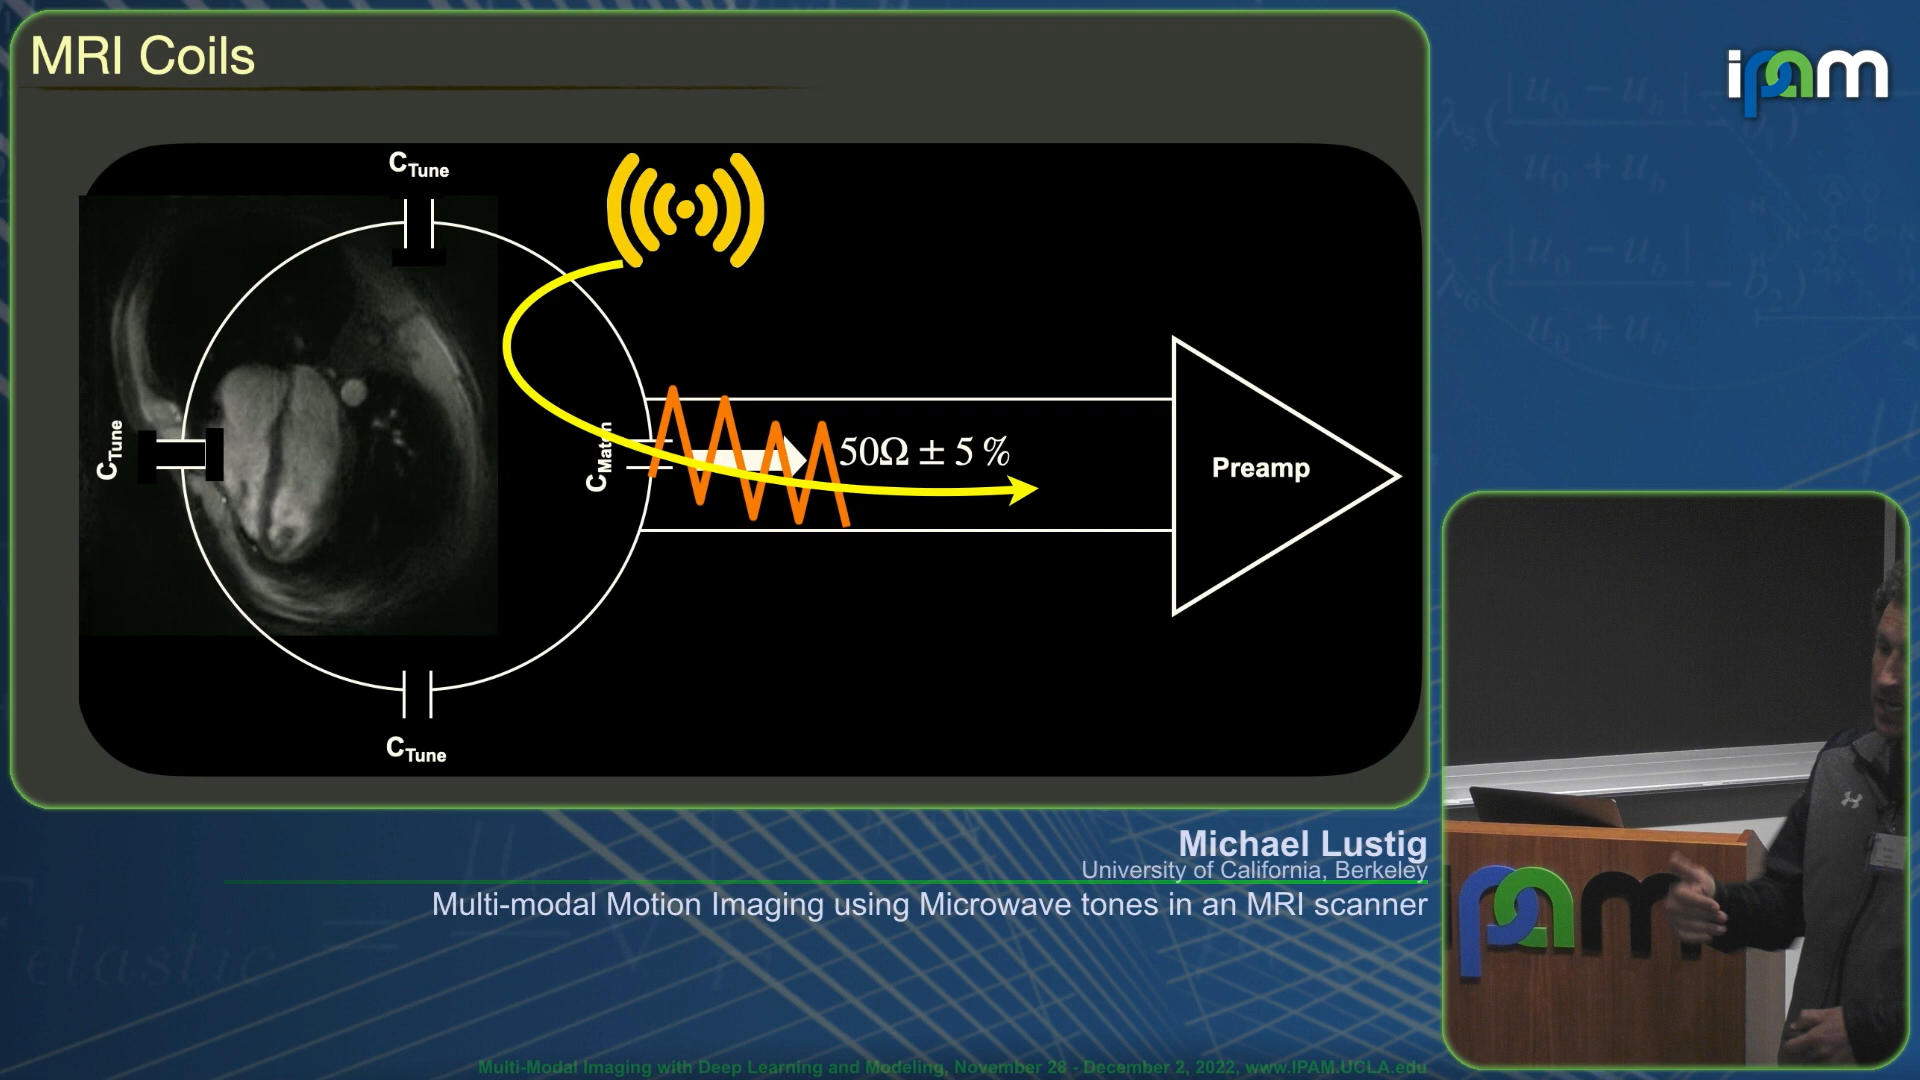 MRI Coils
ipam
CTune
CTune
CMatch
50Ω ± 5 %
Preamp
CTune
ipam
Michael Lustig
University of California, Berkeley
Multi-modal Motion Imaging using Microwave tones in an MRI scanner
elastic
Multi-Modal Imaging with Deep Learning and Modeling, November 28 - December 2, 2022, www.IPAM.UCLA.edu